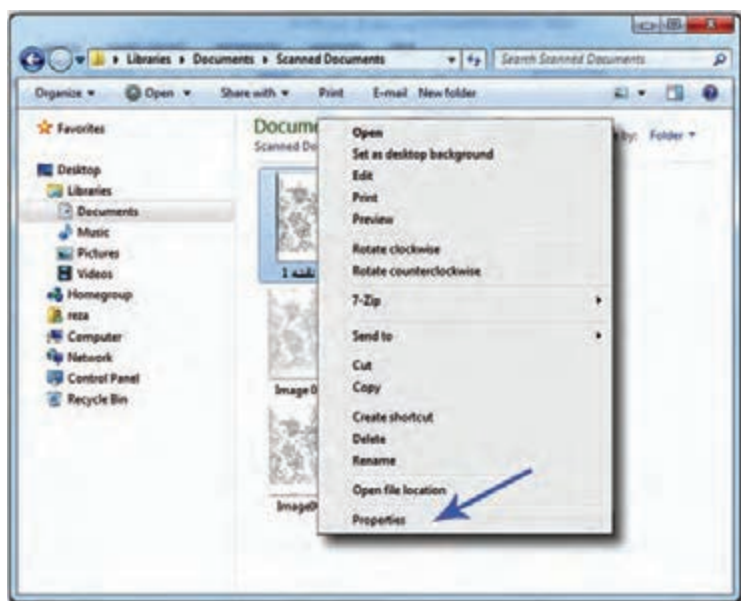 Libraries ▸ Documents ▸ Scanned Documents
Search Scanned Documents
Organize Open Share with Print E-mail New folder
Favorites
Desktop
Libraries
Documents
Music
Pictures
Videos
Homegroup
reza
Computer
Network
Control Panel
Recycle Bin
Docume
Scanned Do
by: Folder
نقشه 1
Image0
Image0
Open
Set as desktop background
Edit
Print
Preview
Rotate clockwise
Rotate counterclockwise
7-Zip
Send to
Cut
Copy
Create shortcut
Delete
Rename
Open file location
Properties